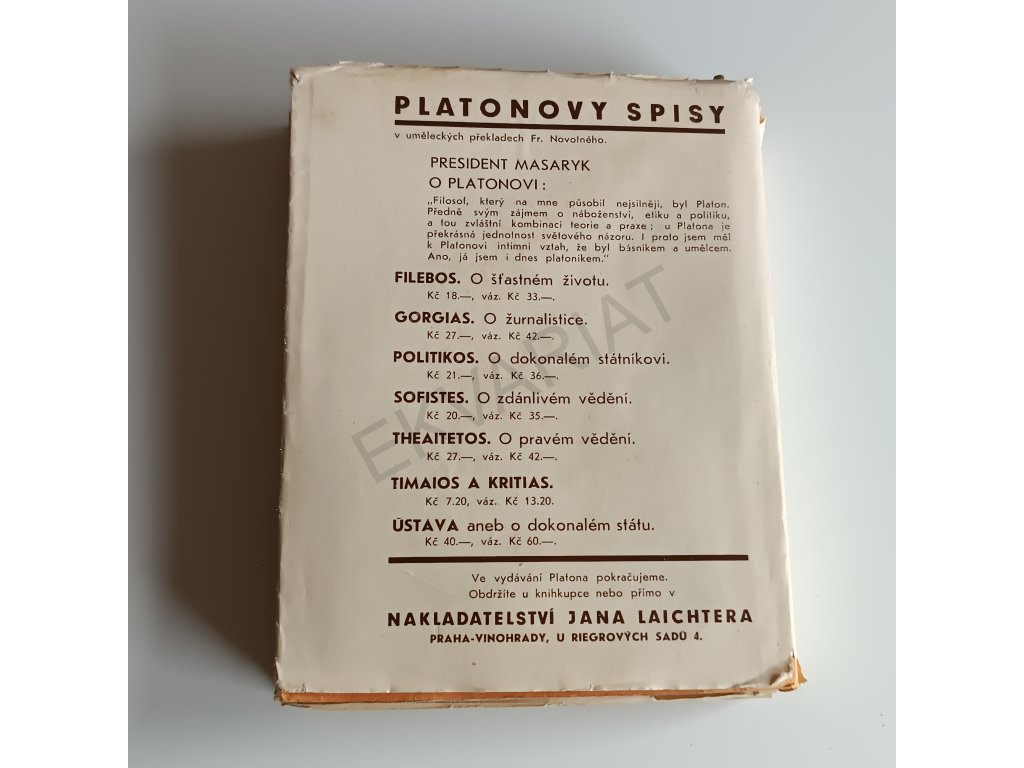 PLATONOVY SPISY
v uměleckých překladech Fr. Novotného.
PRESIDENT MASARYK
O PLATONOVI:
„Filosof, který na mne působil nejsilněji, byl Platon.
Předně svým zájmem o náboženství, etiku a politiku,
a tou zvláštní kombinací teorie a praxe; u Platona je
překrásná jednotnost světového názoru. I proto jsem měl
k Platonovi intimní vztah, že byl básníkem a umělcem.
Ano, já jsem i dnes platonikem.“
FILEBOS. O šťastném životu.
Kč 18.—, váz. Kč 33.—.
GORGIAS. O žurnalistice.
Kč 27.—, váz. Kč 42.—.
POLITIKOS. O dokonalém státníkovi.
Kč 21.—, váz. Kč 36.—.
SOFISTES. O zdánlivém vědění.
Kč 20.—, váz. Kč 35.—.
THEAITETOS. O pravém vědění.
Kč 27.—, váz. Kč 42.—.
TIMAIOS A KRITIAS.
Kč 7.20, váz. Kč 13.20.
ÚSTAVA aneb o dokonalém státu.
Kč 40.—, váz. Kč 60.—.
Ve vydávání Platona pokračujeme.
Obdržíte u knihkupce nebo přímo v
NAKLADATELSTVÍ JANA LAICHTERA
PRAHA-VINOHRADY, U RIEGROVÝCH SADŮ 4.
EKVARIAT